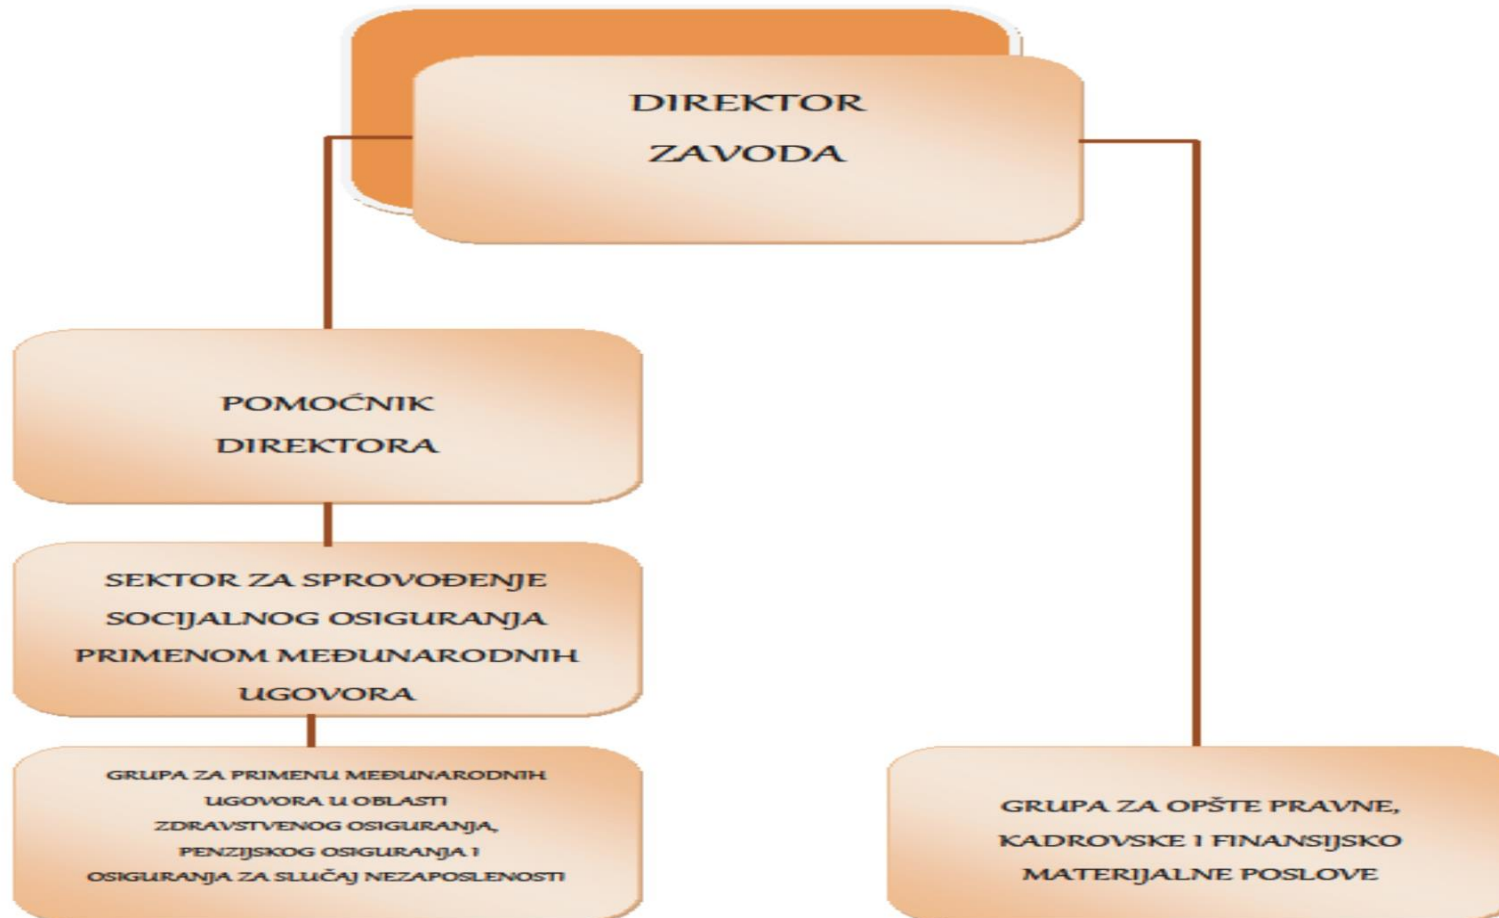 DIREKTOR
ZAVODA
POMOĆNIK
DIREKTORA
SEKTOR ZA SPROVOĐENJE
SOCIJALNOG OSIGURANJA
PRIMENOM MEĐUNARODNIH
UGOVORA
GRUPA ZA PRIMENU MEĐUNARODNIH
UGOVORA U OBLASTI
ZDRAVSTVENOG OSIGURANJA,
PENZIJSKOG OSIGURANJA I
OSIGURANJA ZA SLUČAJ NEZAPOSLENOSTI
GRUPA ZA OPŠTE PRAVNE,
KADROVSKE I FINANSIJSKO
MATERIJALNE POSLOVE